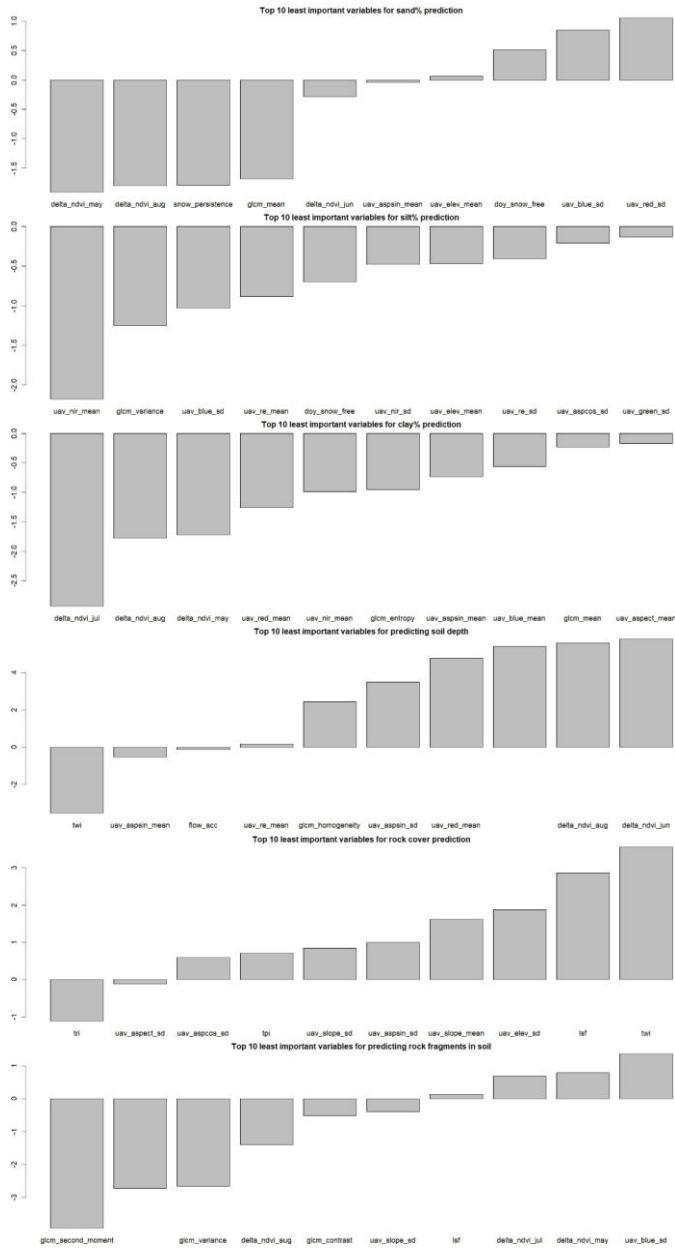 Top 10 least important variables for sand% prediction
1.0
0.5
0.0
-0.5
-1.0
-1.5
delta_ndvi_may delta_ndvi_aug snow_persistence glcm_mean delta_ndvi_jun uav_aspsin_mean uav_elev_mean doy_snow_free uav_blue_sd uav_red_sd
Top 10 least important variables for silt% prediction
0.0
-0.5
-1.0
-1.5
-2.0
uav_nir_mean glcm_variance uav_blue_sd uav_re_mean doy_snow_free uav_nir_sd uav_elev_mean uav_re_sd uav_aspcos_sd uav_green_sd
Top 10 least important variables for clay% prediction
0.0
-0.5
-1.0
-1.5
-2.0
-2.5
delta_ndvi_jul delta_ndvi_aug delta_ndvi_may uav_red_mean uav_nir_mean glcm_entropy uav_aspsin_mean uav_blue_mean glcm_mean uav_aspect_mean
Top 10 least important variables for predicting soil depth
4
2
0
-2
twi uav_aspsin_mean flow_acc uav_re_mean glcm_homogeneity uav_aspsin_sd uav_red_mean delta_ndvi_aug delta_ndvi_jun
Top 10 least important variables for rock cover prediction
3
2
1
0
-1
tri uav_aspect_sd uav_aspcos_sd tpi uav_slope_sd uav_aspsin_sd uav_slope_mean uav_elev_sd lsf twi
Top 10 least important variables for predicting rock fragments in soil
1
0
-1
-2
-3
glcm_second_moment glcm_variance delta_ndvi_aug glcm_contrast uav_slope_sd lsf delta_ndvi_jul delta_ndvi_may uav_blue_sd